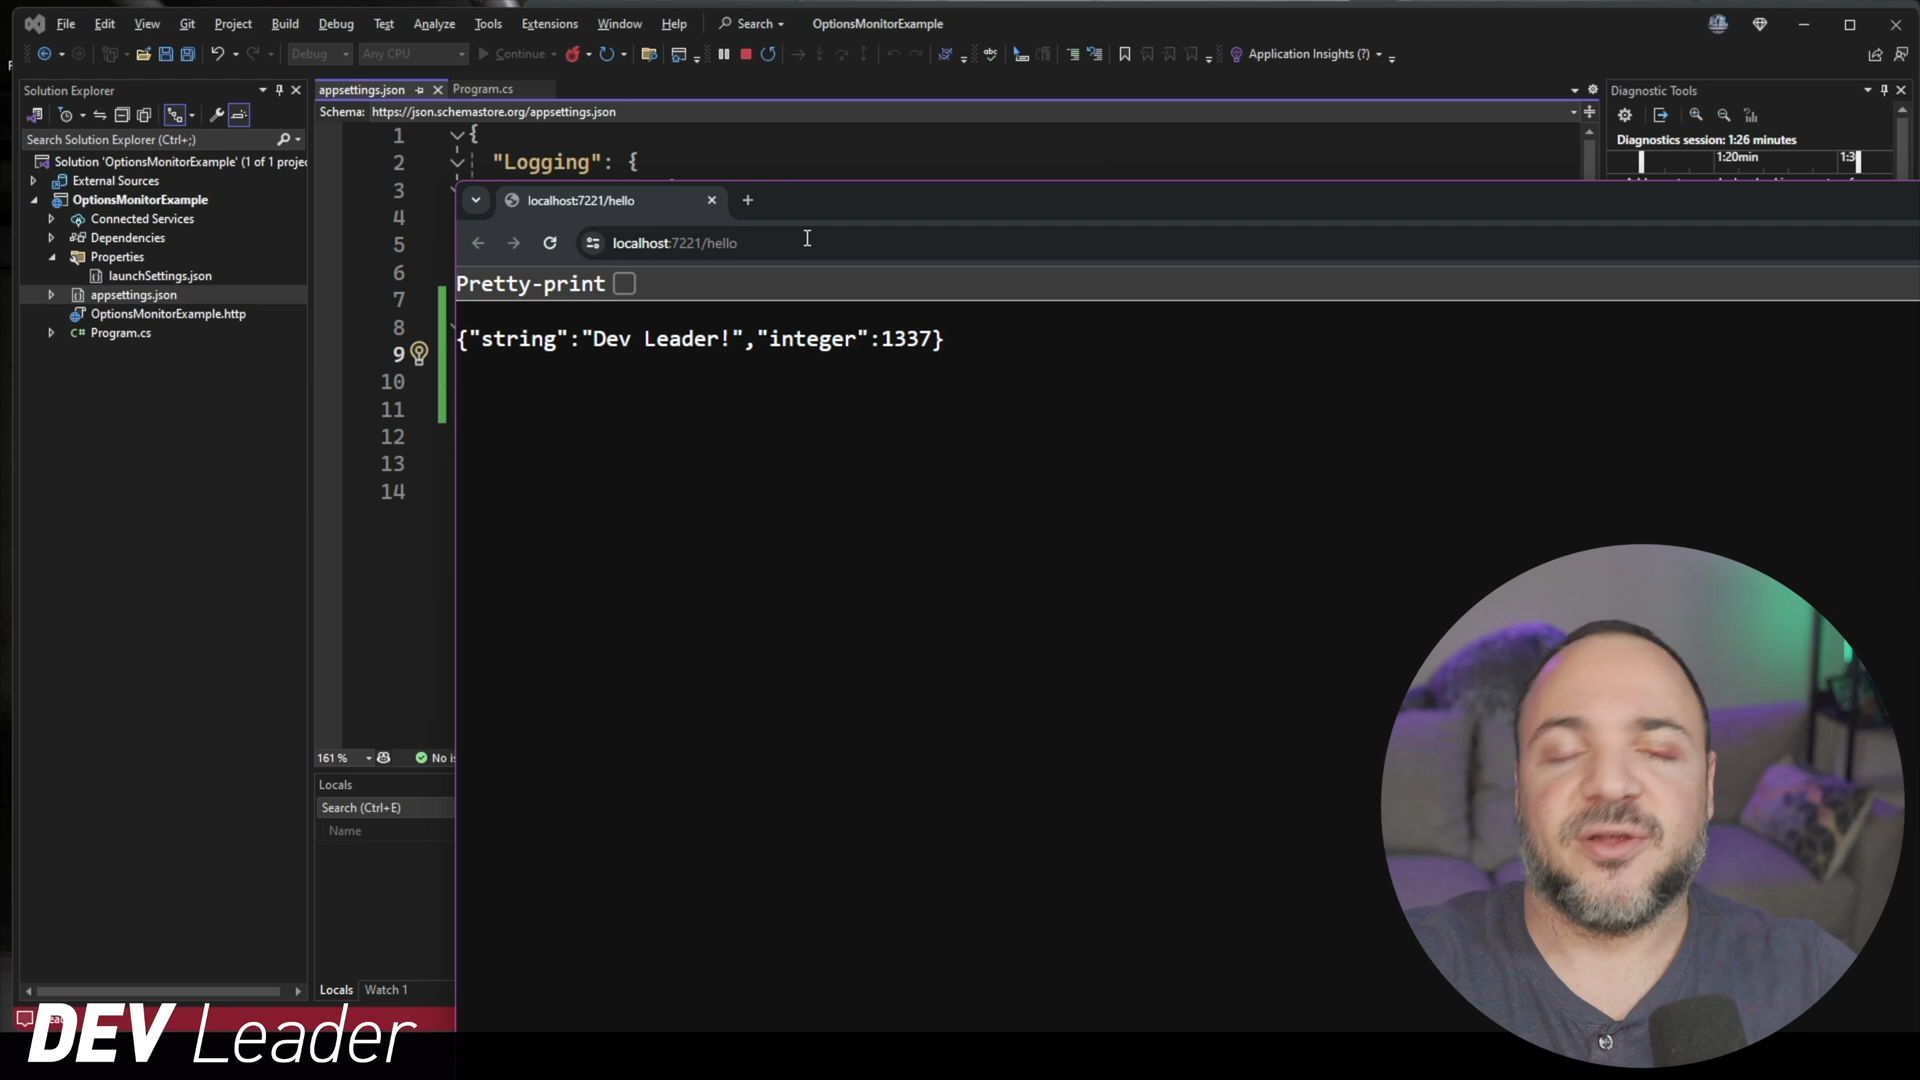 File Edit View Git Project Build Debug Test Analyze Tools Extensions Window Help Search OptionsMonitorExample
Debug Any CPU Continue Application Insights (?)
Solution Explorer
Search Solution Explorer (Ctrl+;)
Solution 'OptionsMonitorExample' (1 of 1 projec
External Sources
OptionsMonitorExample
Connected Services
Dependencies
Properties
launchSettings.json
appsettings.json
OptionsMonitorExample.http
C# Program.cs
appsettings.json Program.cs
Schema: https://json.schemastore.org/appsettings.json
1 {
2 "Logging": {
3
4
5
6
7
8
9
10
11
12
13
14
localhost:7221/hello
localhost:7221/hello
Pretty-print
{"string":"Dev Leader!","integer":1337}
Diagnostic Tools
Diagnostics session: 1:26 minutes
1:20min 1:3
161 % No is
Locals
Search (Ctrl+E)
Name
Locals Watch 1
DEV Leader